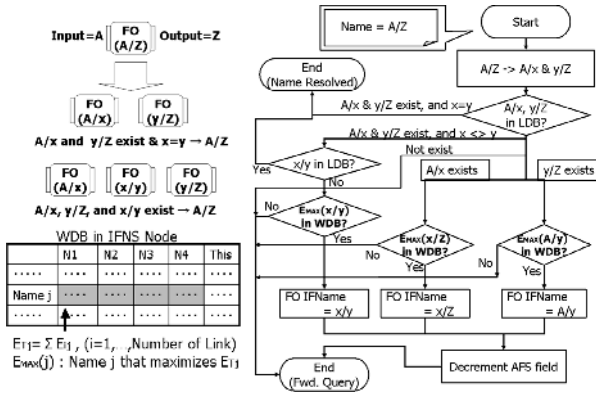 Input=A
FO
(A/Z)
Output=Z
FO
(A/x)
FO
(y/Z)
A/x and y/Z exist & x=y → A/Z
FO
(A/x)
FO
(x/y)
FO
(y/Z)
A/x, y/Z, and x/y exist → A/Z
WDB in IFNS Node
N1 N2 N3 N4 This
..... .... .... .... .... ....
Name j .... .... .... .... ....
..... .... .... .... .... ....
ET1= Σ Ei1 , (i=1,...,Number of Link)
EMAX(j) : Name j that maximizes ET1
Name = A/Z
Start
A/Z -> A/x & y/Z
End
(Name Resolved)
A/x & y/Z exist, and x=y
A/x, y/Z
in LDB?
A/x & y/Z exist, and x <> y
Not exist
x/y in LDB?
Yes
No
A/x exists
y/Z exists
EMAX(x/y)
in WDB?
No
Yes
EMAX(x/Z)
in WDB?
No
Yes
EMAX(A/y)
in WDB?
No
Yes
FO IFName
= x/y
FO IFName
= x/Z
FO IFName
= A/y
Decrement AFS field
End
(Fwd. Query)